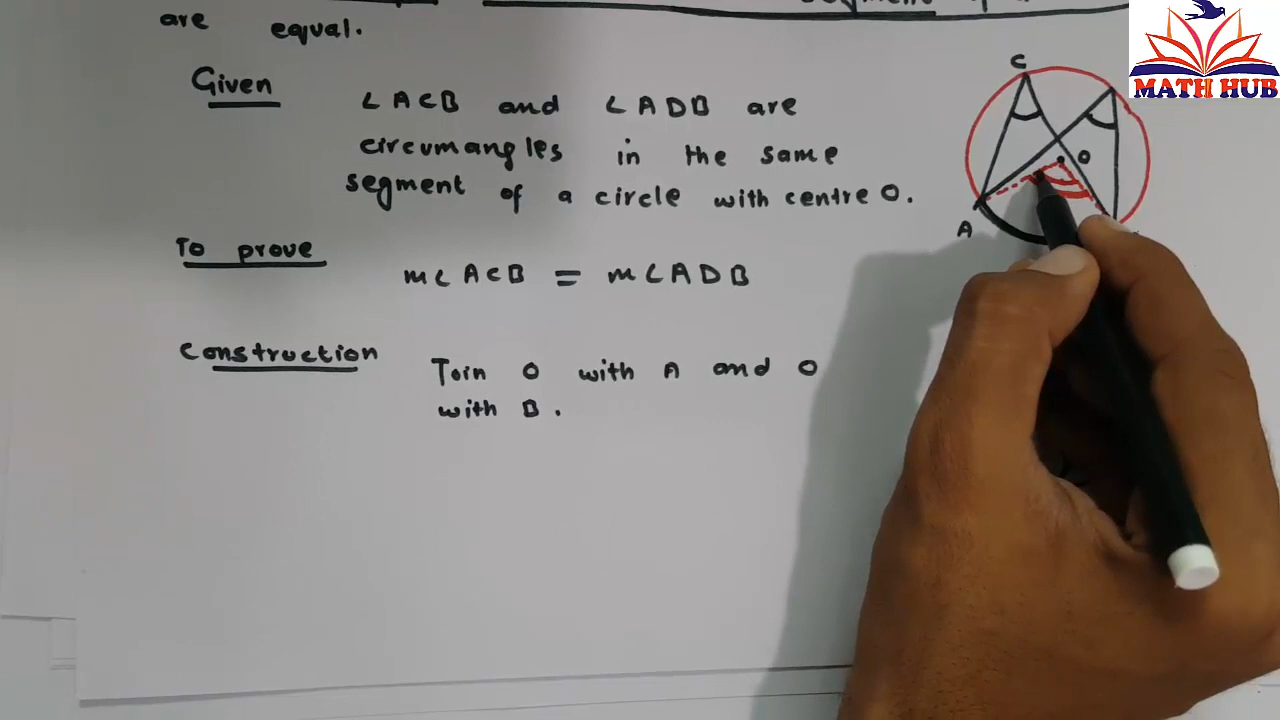 are equal.
Given
∠ACB and ∠ADB are
circumangles in the same
segment of a circle with centre O.
To prove
m∠ACB = m∠ADB
Construction
Join O with A and O
with B.
C
O
A
MATH HUB